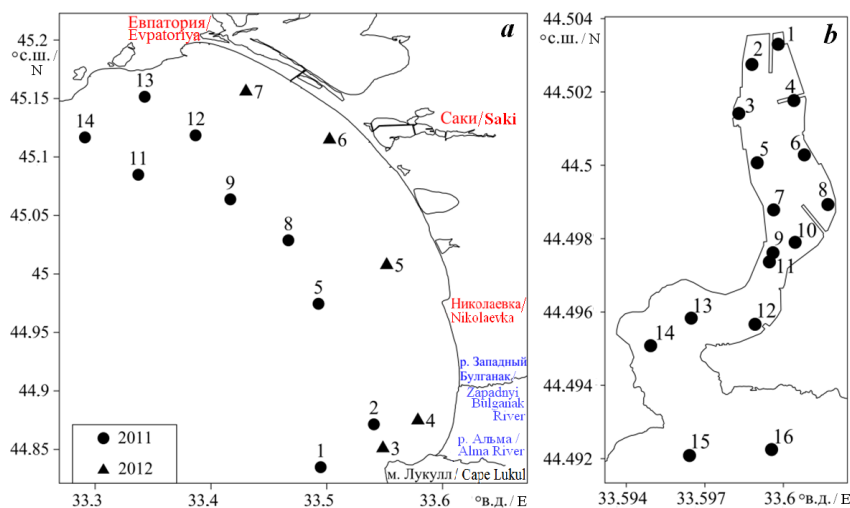 Евпатория/
Evpatoriya
a
45.2
°с.ш. /
N
45.15
45.1
45.05
45
44.95
44.9
44.85
13
7
14
12
6
11
9
8
5
5
2
4
3
1
Саки/Saki
Николаевка/
Nikolaevka
р. Западный
Булганак/
Zapadnyi
Bulganak
River
р. Альма /
Alma River
м. Лукулл / Cape Lukul
2011
2012
33.3
33.4
33.5
33.6
°в.д. / E
b
44.504
°с.ш. / N
44.502
44.5
44.498
44.496
44.494
44.492
1
2
4
3
5
6
7
8
9
10
11
12
13
14
15
16
33.594
33.597
33.6
°в.д. / E